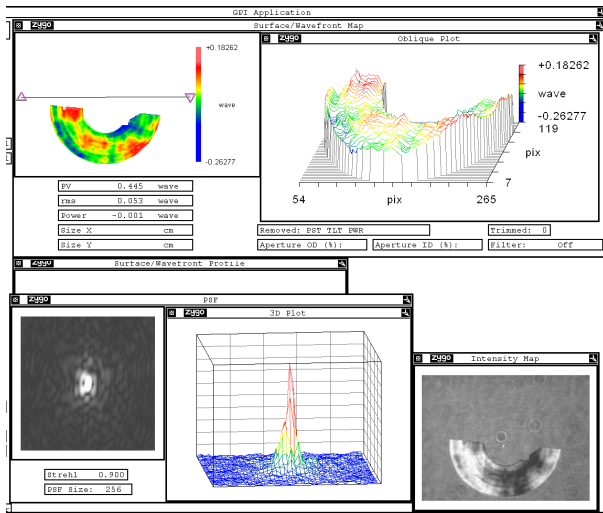 GPI Application
zygo Surface/Wavefront Map
+0.18262
wave
-0.26277
zygo Oblique Plot
+0.18262
wave
-0.26277
119
pix
7
54 pix 265
PV 0.445 wave
rms 0.053 wave
Power -0.001 wave
Size X cm
Size Y cm
Removed: PST TLT PWR
Trimmed: 0
Aperture OD (%):
Aperture ID (%):
Filter: Off
zygo Surface/Wavefront Profile
zygo PSF
zygo 3D Plot
Strehl 0.900
PSF Size: 256
zygo Intensity Map